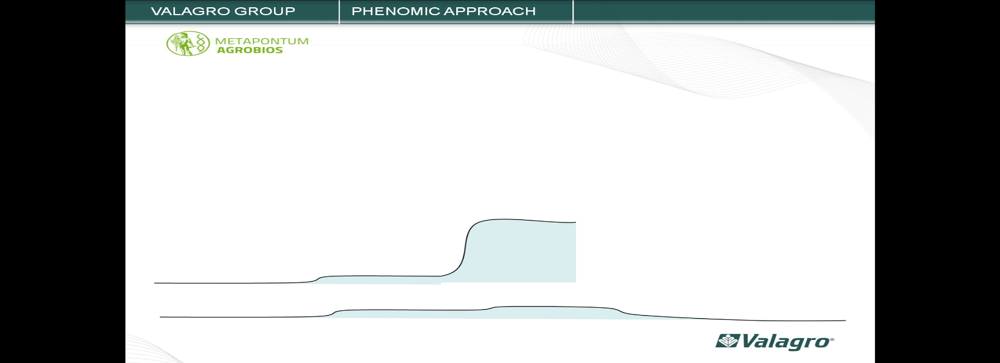 VALAGRO GROUP
PHENOMIC APPROACH
METAPONTUM
AGROBIOS
Valagro®